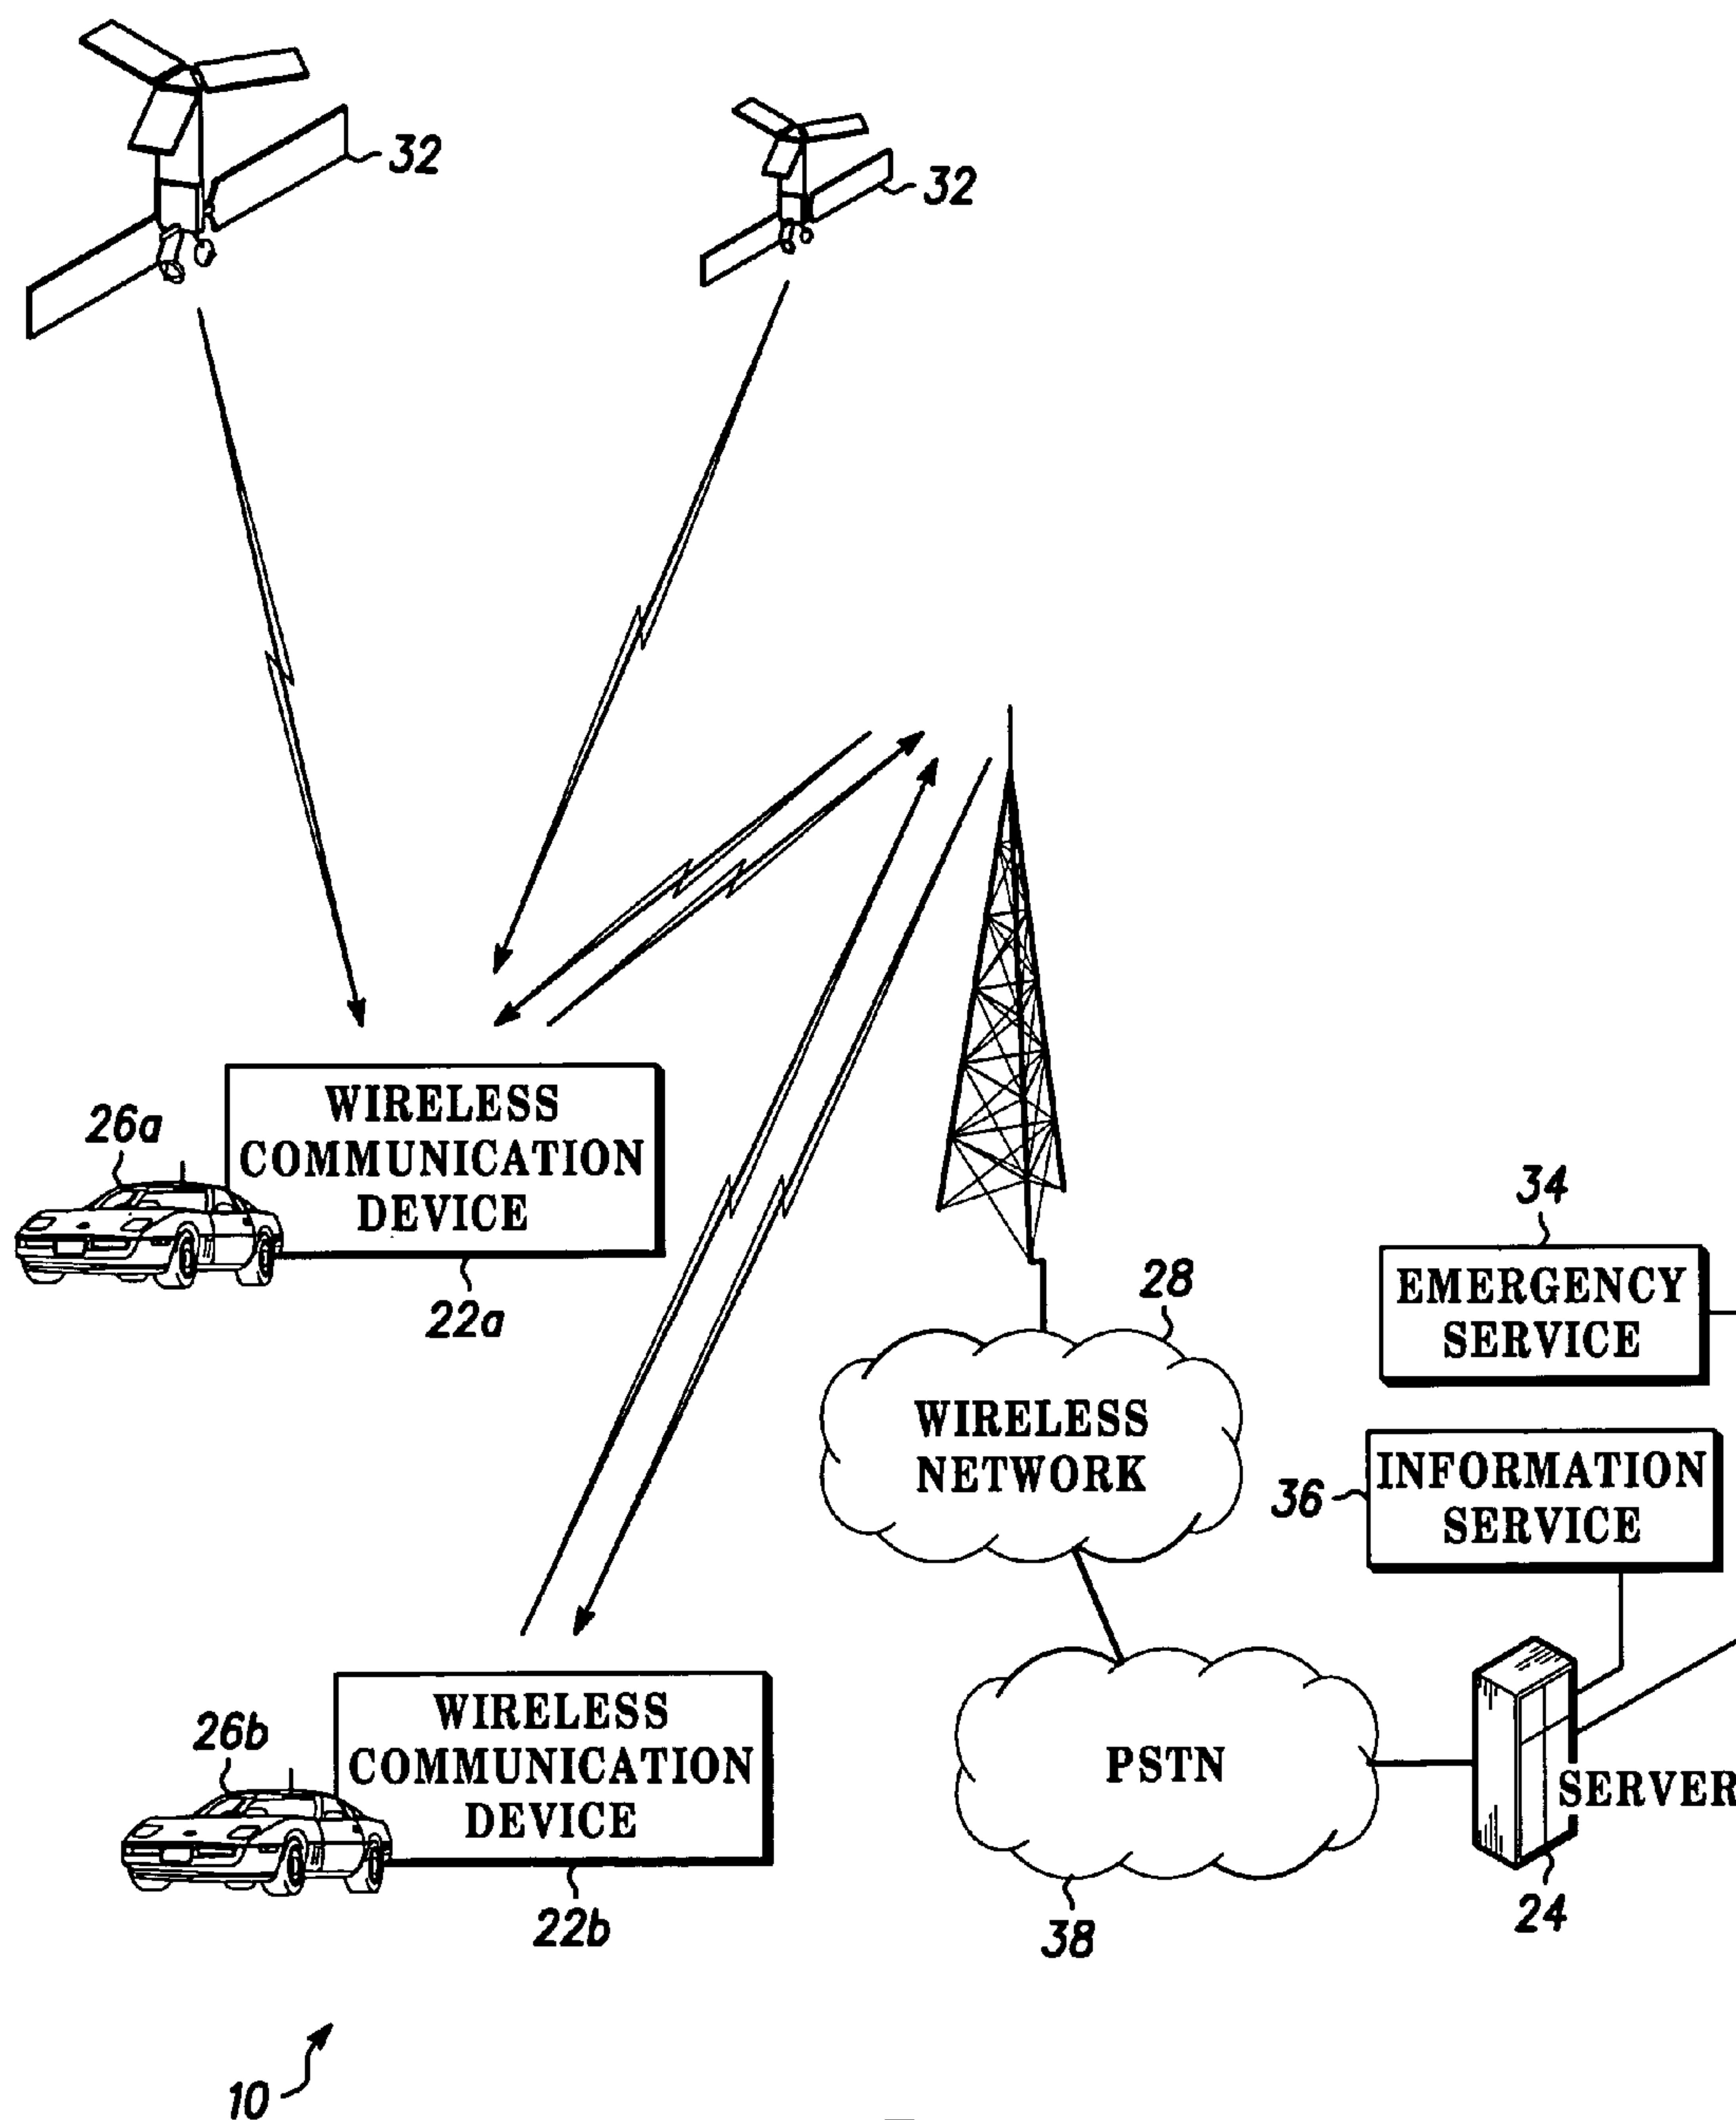 32
32
26a
WIRELESS
COMMUNICATION
DEVICE
22a
34
EMERGENCY
SERVICE
28
WIRELESS
NETWORK
36
INFORMATION
SERVICE
26b
WIRELESS
COMMUNICATION
DEVICE
22b
PSTN
38
SERVER
24
10